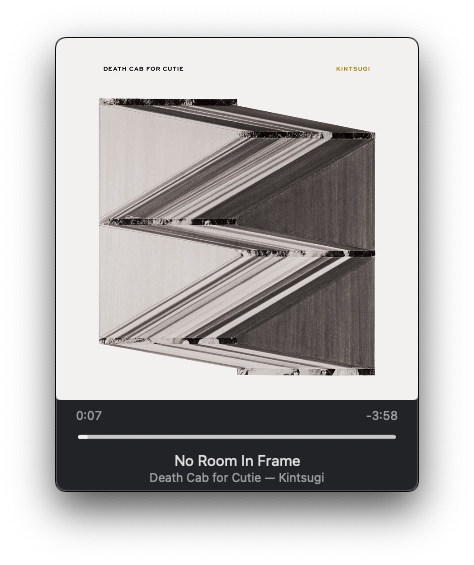 DEATH CAB FOR CUTIE KINTSUGI
0:07 -3:58
No Room In Frame
Death Cab for Cutie — Kintsugi